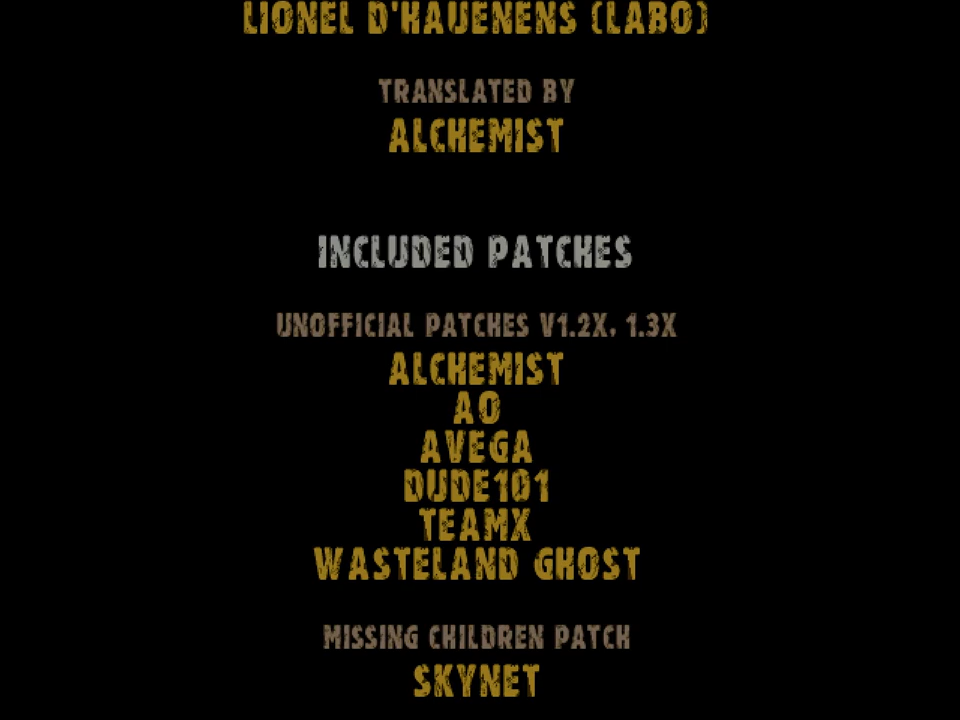 LIONEL D'HAUENENS (LABO)
TRANSLATED BY
ALCHEMIST
INCLUDED PATCHES
UNOFFICIAL PATCHES V1.2X, 1.3X
ALCHEMIST
AO
AVEGA
DUDE101
TEAMX
WASTELAND GHOST
MISSING CHILDREN PATCH
SKYNET